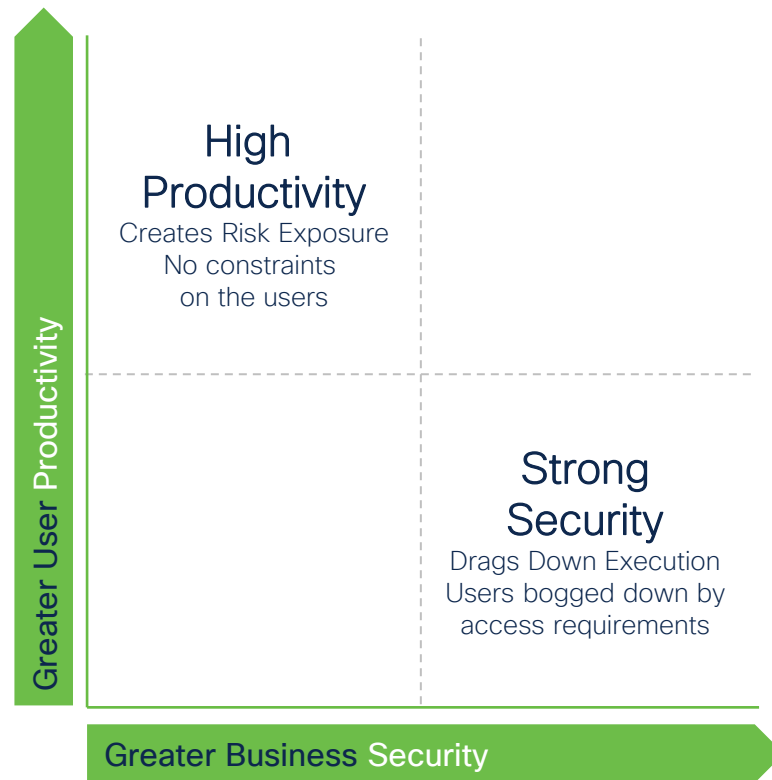 High
Productivity
Creates Risk Exposure
No constraints
on the users
Greater User Productivity
Strong
Security
Drags Down Execution
Users bogged down by
access requirements
Greater Business Security